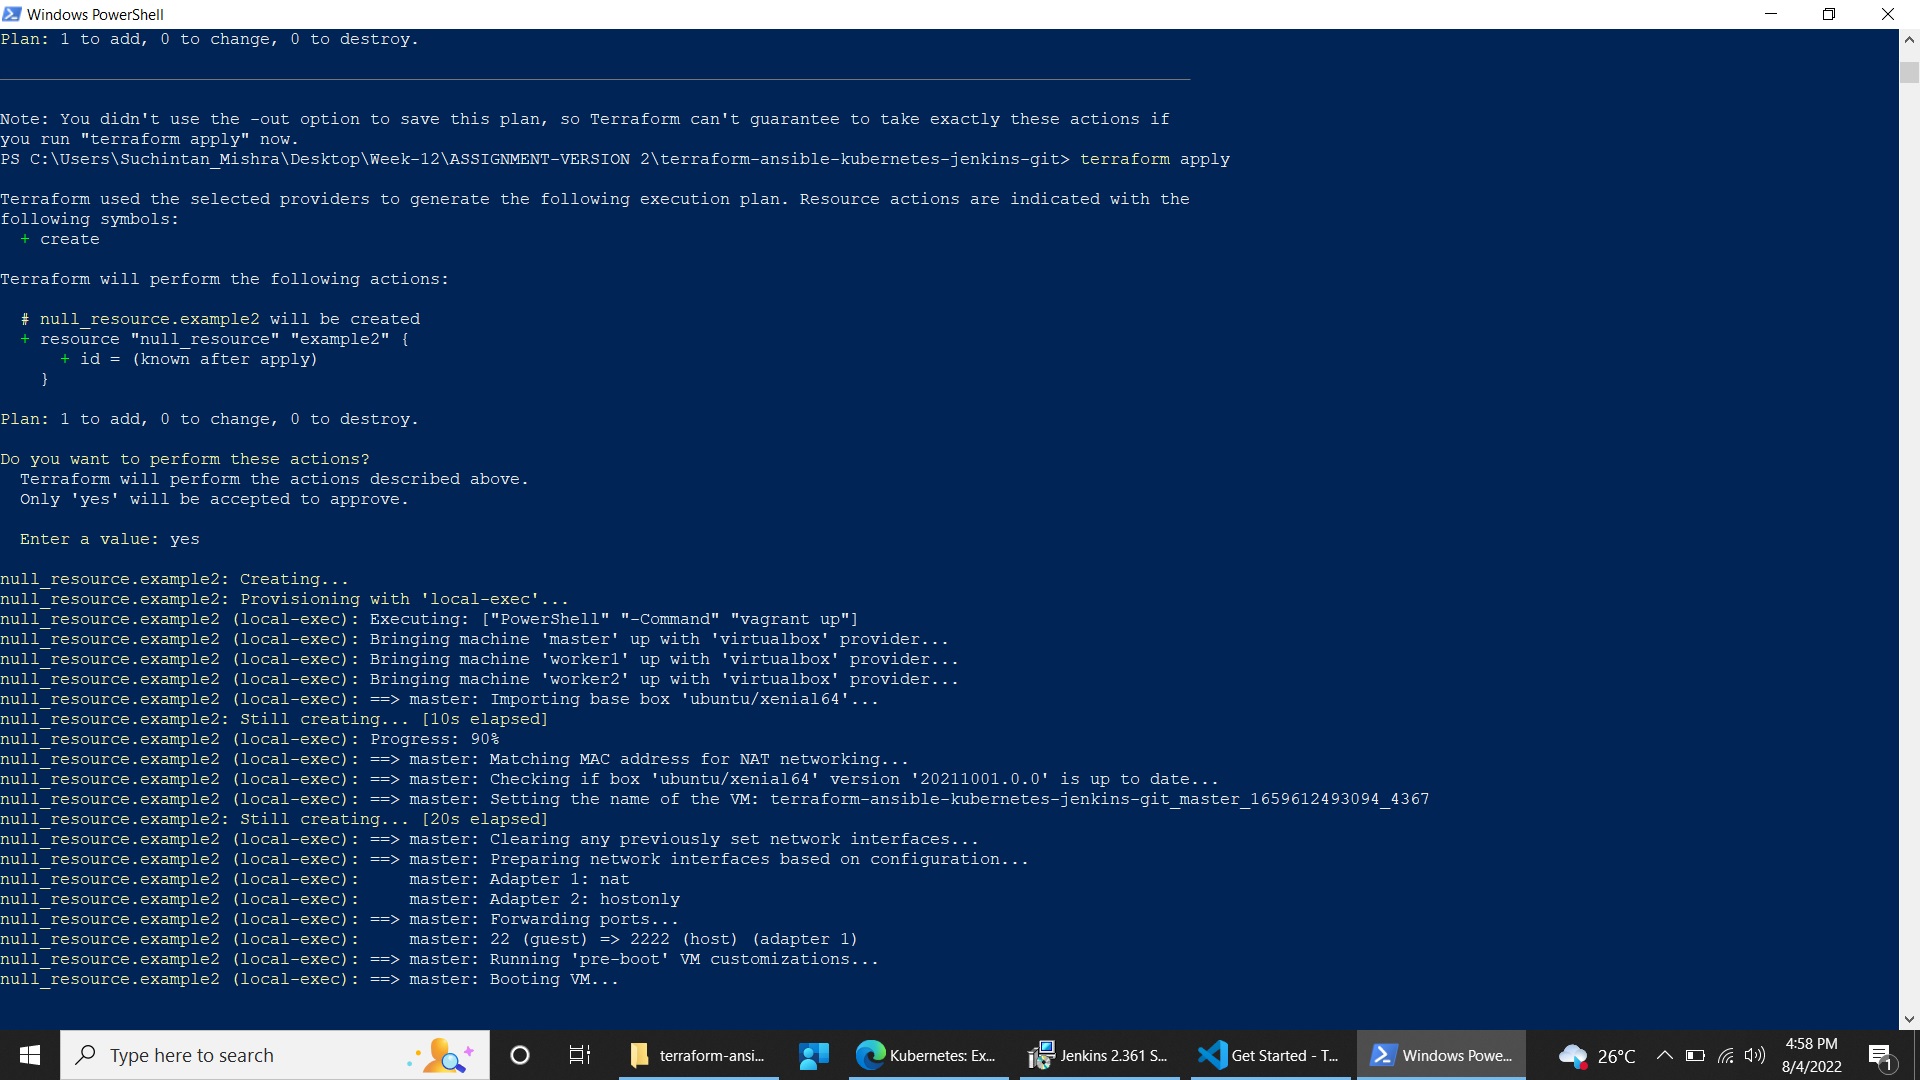 Windows PowerShell
Plan: 1 to add, 0 to change, 0 to destroy.
Note: You didn't use the -out option to save this plan, so Terraform can't guarantee to take exactly these actions if
you run "terraform apply" now.
PS C:\Users\Suchintan_Mishra\Desktop\Week-12\ASSIGNMENT-VERSION 2\terraform-ansible-kubernetes-jenkins-git> terraform apply
Terraform used the selected providers to generate the following execution plan. Resource actions are indicated with the
following symbols:
+ create
Terraform will perform the following actions:
# null_resource.example2 will be created
+ resource "null_resource" "example2" {
+ id = (known after apply)
}
Plan: 1 to add, 0 to change, 0 to destroy.
Do you want to perform these actions?
Terraform will perform the actions described above.
Only 'yes' will be accepted to approve.
Enter a value: yes
null_resource.example2: Creating...
null_resource.example2: Provisioning with 'local-exec'...
null_resource.example2 (local-exec): Executing: ["PowerShell" "-Command" "vagrant up"]
null_resource.example2 (local-exec): Bringing machine 'master' up with 'virtualbox' provider...
null_resource.example2 (local-exec): Bringing machine 'worker1' up with 'virtualbox' provider...
null_resource.example2 (local-exec): Bringing machine 'worker2' up with 'virtualbox' provider...
null_resource.example2 (local-exec): ==> master: Importing base box 'ubuntu/xenial64'...
null_resource.example2: Still creating... [10s elapsed]
null_resource.example2 (local-exec): Progress: 90%
null_resource.example2 (local-exec): ==> master: Matching MAC address for NAT networking...
null_resource.example2 (local-exec): ==> master: Checking if box 'ubuntu/xenial64' version '20211001.0.0' is up to date...
null_resource.example2 (local-exec): ==> master: Setting the name of the VM: terraform-ansible-kubernetes-jenkins-git_master_1659612493094_4367
null_resource.example2: Still creating... [20s elapsed]
null_resource.example2 (local-exec): ==> master: Clearing any previously set network interfaces...
null_resource.example2 (local-exec): ==> master: Preparing network interfaces based on configuration...
null_resource.example2 (local-exec):     master: Adapter 1: nat
null_resource.example2 (local-exec):     master: Adapter 2: hostonly
null_resource.example2 (local-exec): ==> master: Forwarding ports...
null_resource.example2 (local-exec):     master: 22 (guest) => 2222 (host) (adapter 1)
null_resource.example2 (local-exec): ==> master: Running 'pre-boot' VM customizations...
null_resource.example2 (local-exec): ==> master: Booting VM...
Type here to search
terraform-ansi...
Kubernetes: Ex...
Jenkins 2.361 S...
Get Started - T...
Windows Powe...
26°C
4:58 PM
8/4/2022
1